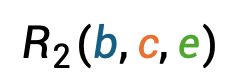 R₂(b, c, e)